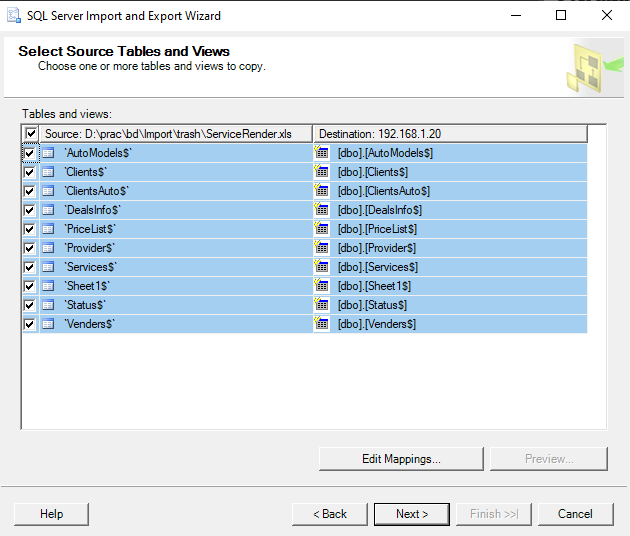 SQL Server Import and Export Wizard
Select Source Tables and Views
Choose one or more tables and views to copy.
Tables and views:
Source: D:\prac\bd\Import\trash\ServiceRender.xls Destination: 192.168.1.20
`AutoModels$` [dbo].[AutoModels$]
`Clients$` [dbo].[Clients$]
`ClientsAuto$` [dbo].[ClientsAuto$]
`DealsInfo$` [dbo].[DealsInfo$]
`PriceList$` [dbo].[PriceList$]
`Provider$` [dbo].[Provider$]
`Services$` [dbo].[Services$]
`Sheet1$` [dbo].[Sheet1$]
`Status$` [dbo].[Status$]
`Venders$` [dbo].[Venders$]
Edit Mappings... Preview...
Help < Back Next > Finish >>| Cancel